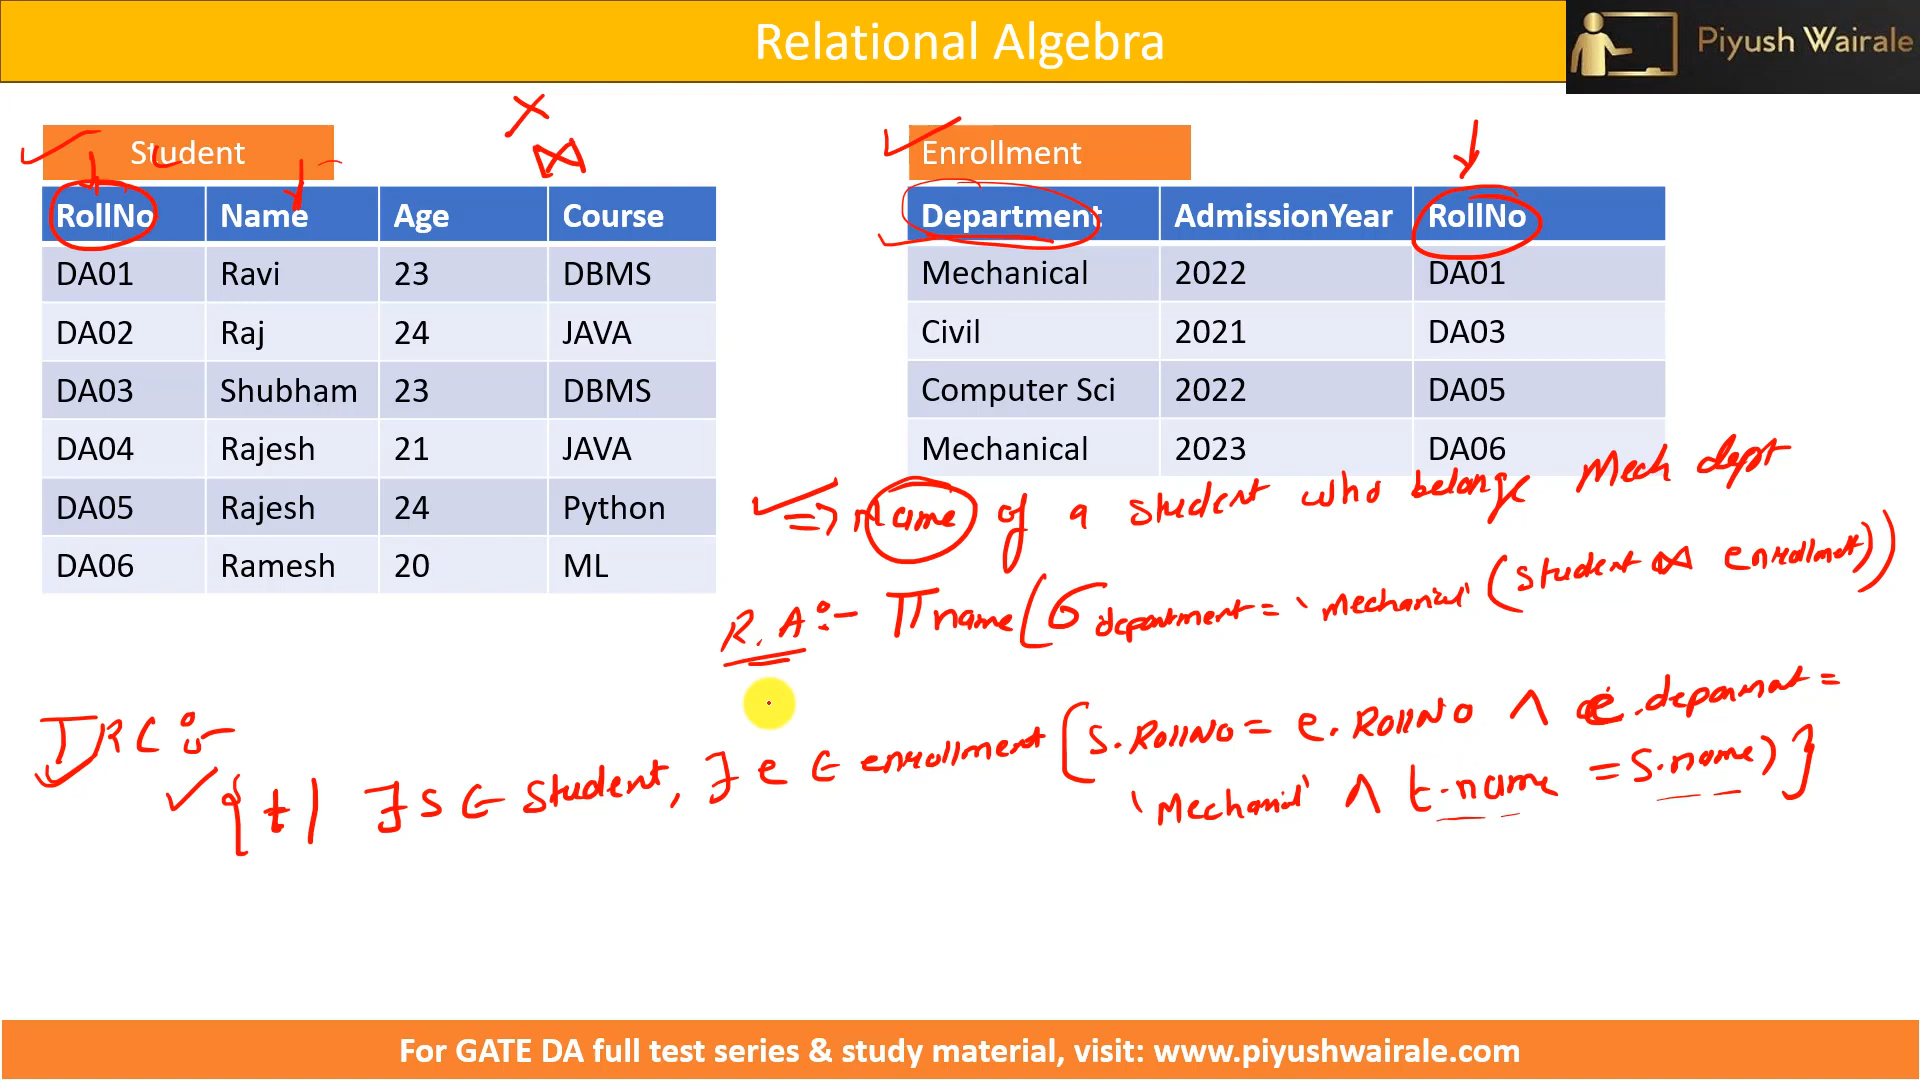 Relational Algebra
Piyush Wairale
Student
RollNo Name Age Course
DA01 Ravi 23 DBMS
DA02 Raj 24 JAVA
DA03 Shubham 23 DBMS
DA04 Rajesh 21 JAVA
DA05 Rajesh 24 Python
DA06 Ramesh 20 ML
Enrollment
Department AdmissionYear RollNo
Mechanical 2022 DA01
Civil 2021 DA03
Computer Sci 2022 DA05
Mechanical 2023 DA06
⇒ Name of a student who belongs Mech dept
R.A :- Π name (σ department = 'Mechanical' (student ⋈ enrollment))
TRC :-
{t| ∃ s ∈ student, ∃ e ∈ enrollment (s.RollNo = e.RollNo ∧ e.department =
'Mechanical' ∧ t.name = s.name)}
For GATE DA full test series & study material, visit: www.piyushwairale.com